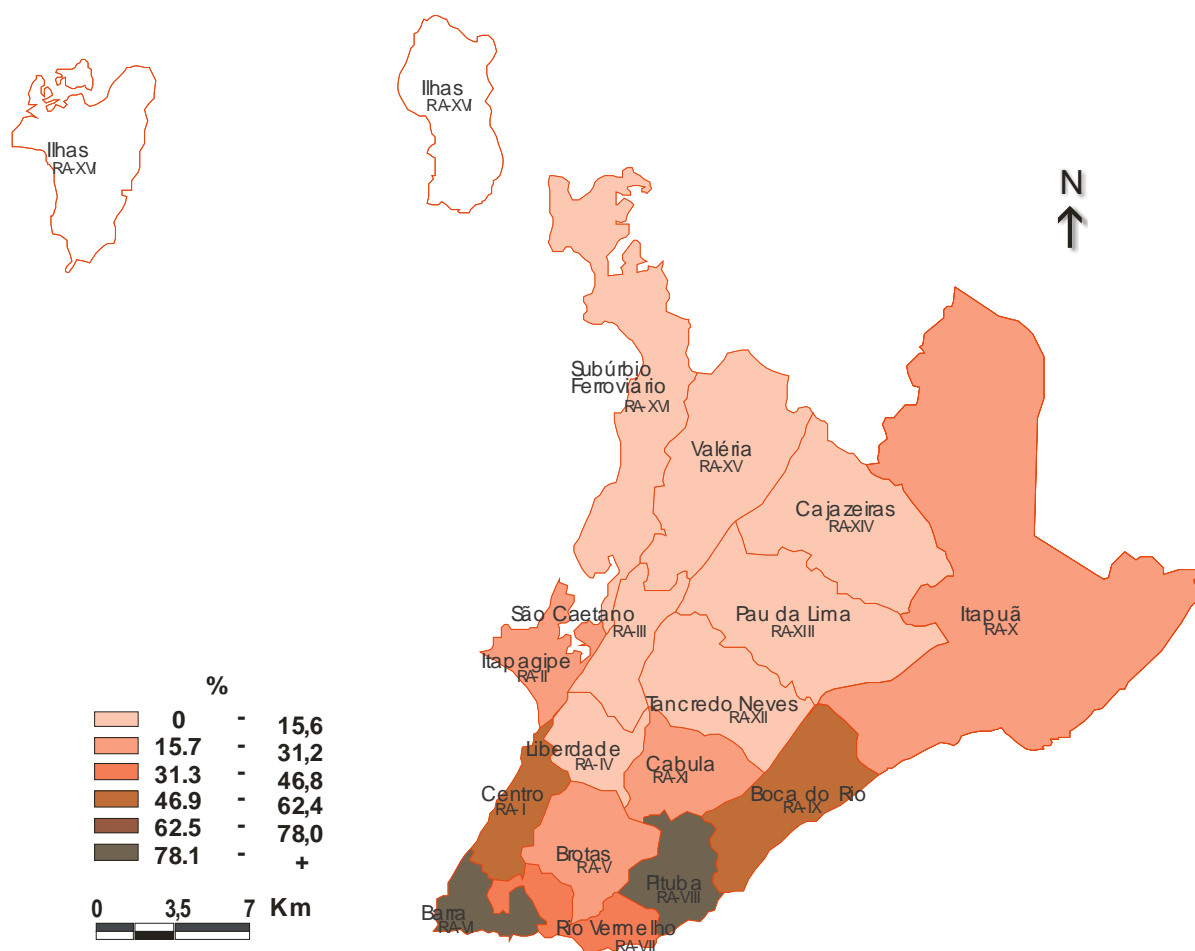 Ilhas
RA-XVI
Ilhas
RA-XVI
N
Subúrbio
Ferroviário
RA-XVI
Valéria
RA-XV
Cajazeiras
RA-XIV
São Caetano
RA-III
Pau da Lima
RA-XIII
Itapuã
RA-X
Itapagipe
RA-II
Tancredo Neves
RA-XII
Liberdade
RA-IV
Cabula
RA-XI
Centro
RA-I
Boca do Rio
RA-IX
Brotas
RA-V
Pituba
RA-VIII
Barra
RA-VI
Rio Vermelho
RA-VII
%
0 - 15,6
15.7 - 31,2
31.3 - 46,8
46.9 - 62,4
62.5 - 78,0
78.1 - +
0 3,5 7 Km